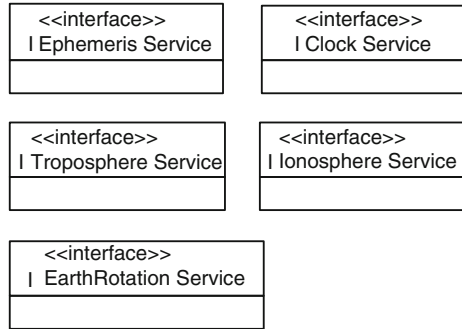 <<interface>>
I Ephemeris Service
<<interface>>
I Clock Service
<<interface>>
I Troposphere Service
<<interface>>
I Ionosphere Service
<<interface>>
I EarthRotation Service